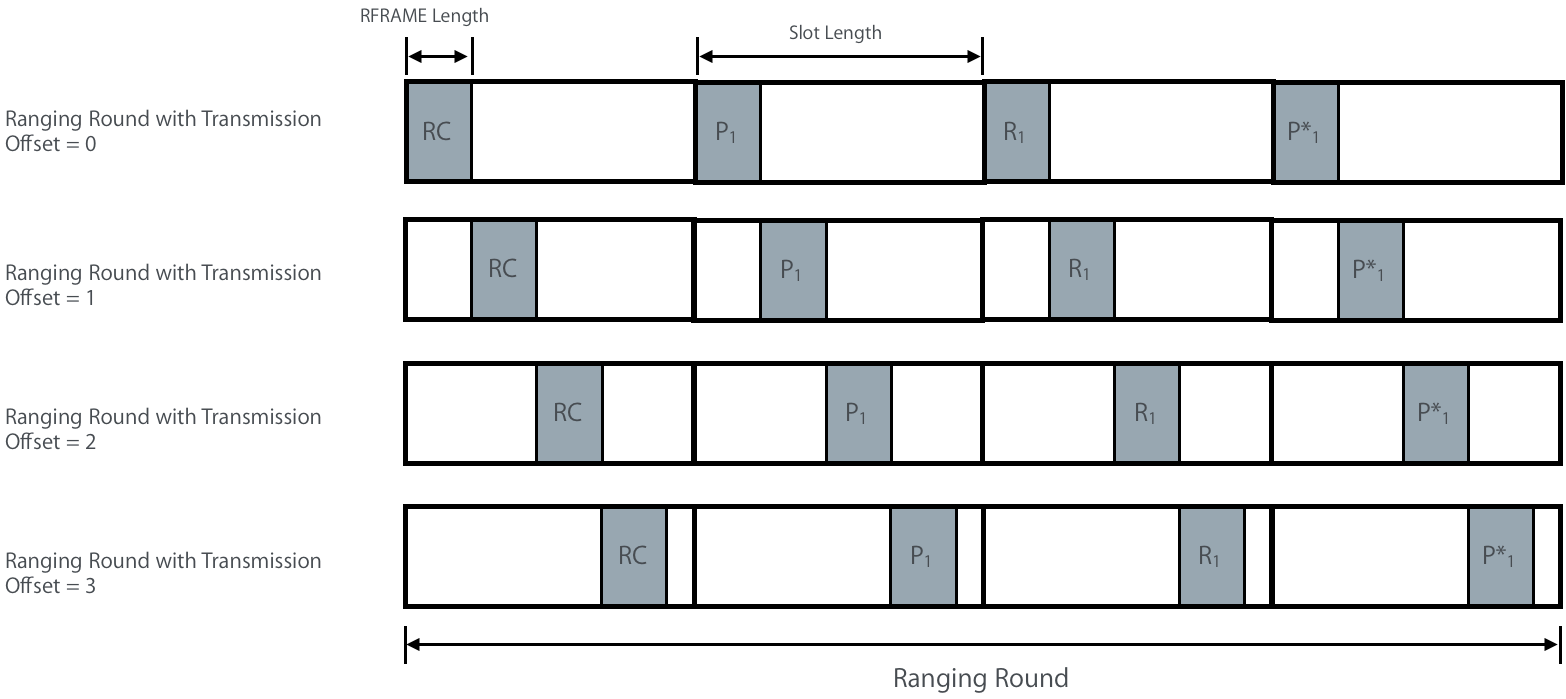 RFRAME Length
Slot Length
Ranging Round with Transmission
Offset = 0
RC
P₁
R₁
P*₁
Ranging Round with Transmission
Offset = 1
RC
P₁
R₁
P*₁
Ranging Round with Transmission
Offset = 2
RC
P₁
R₁
P*₁
Ranging Round with Transmission
Offset = 3
RC
P₁
R₁
P*₁
Ranging Round